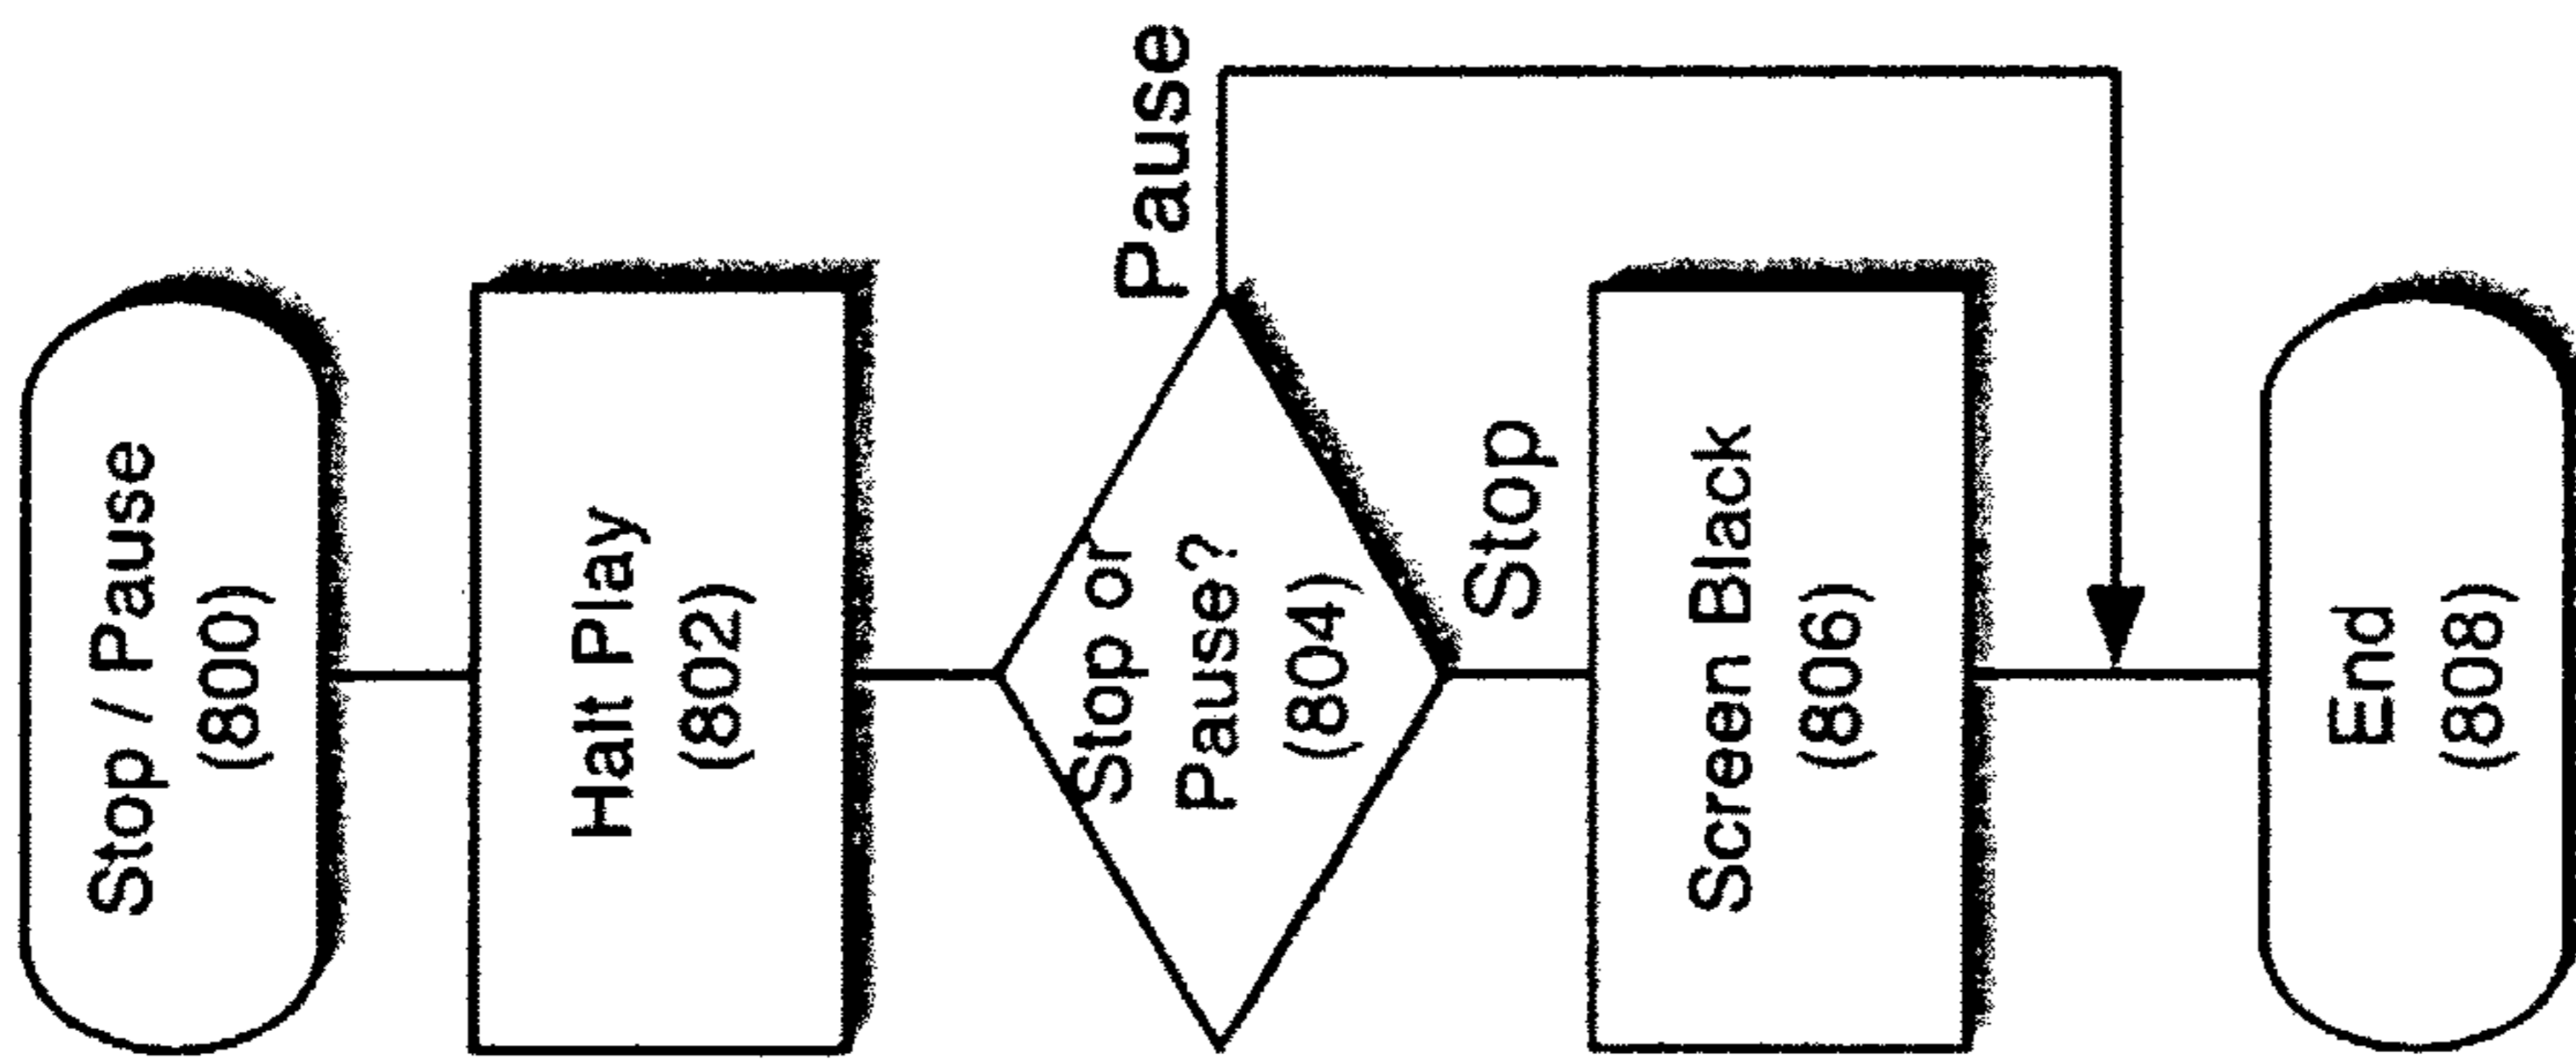 Stop / Pause
(800)
Halt Play
(802)
Stop or
Pause?
(804)
Pause
Stop
Screen Black
(806)
End
(808)